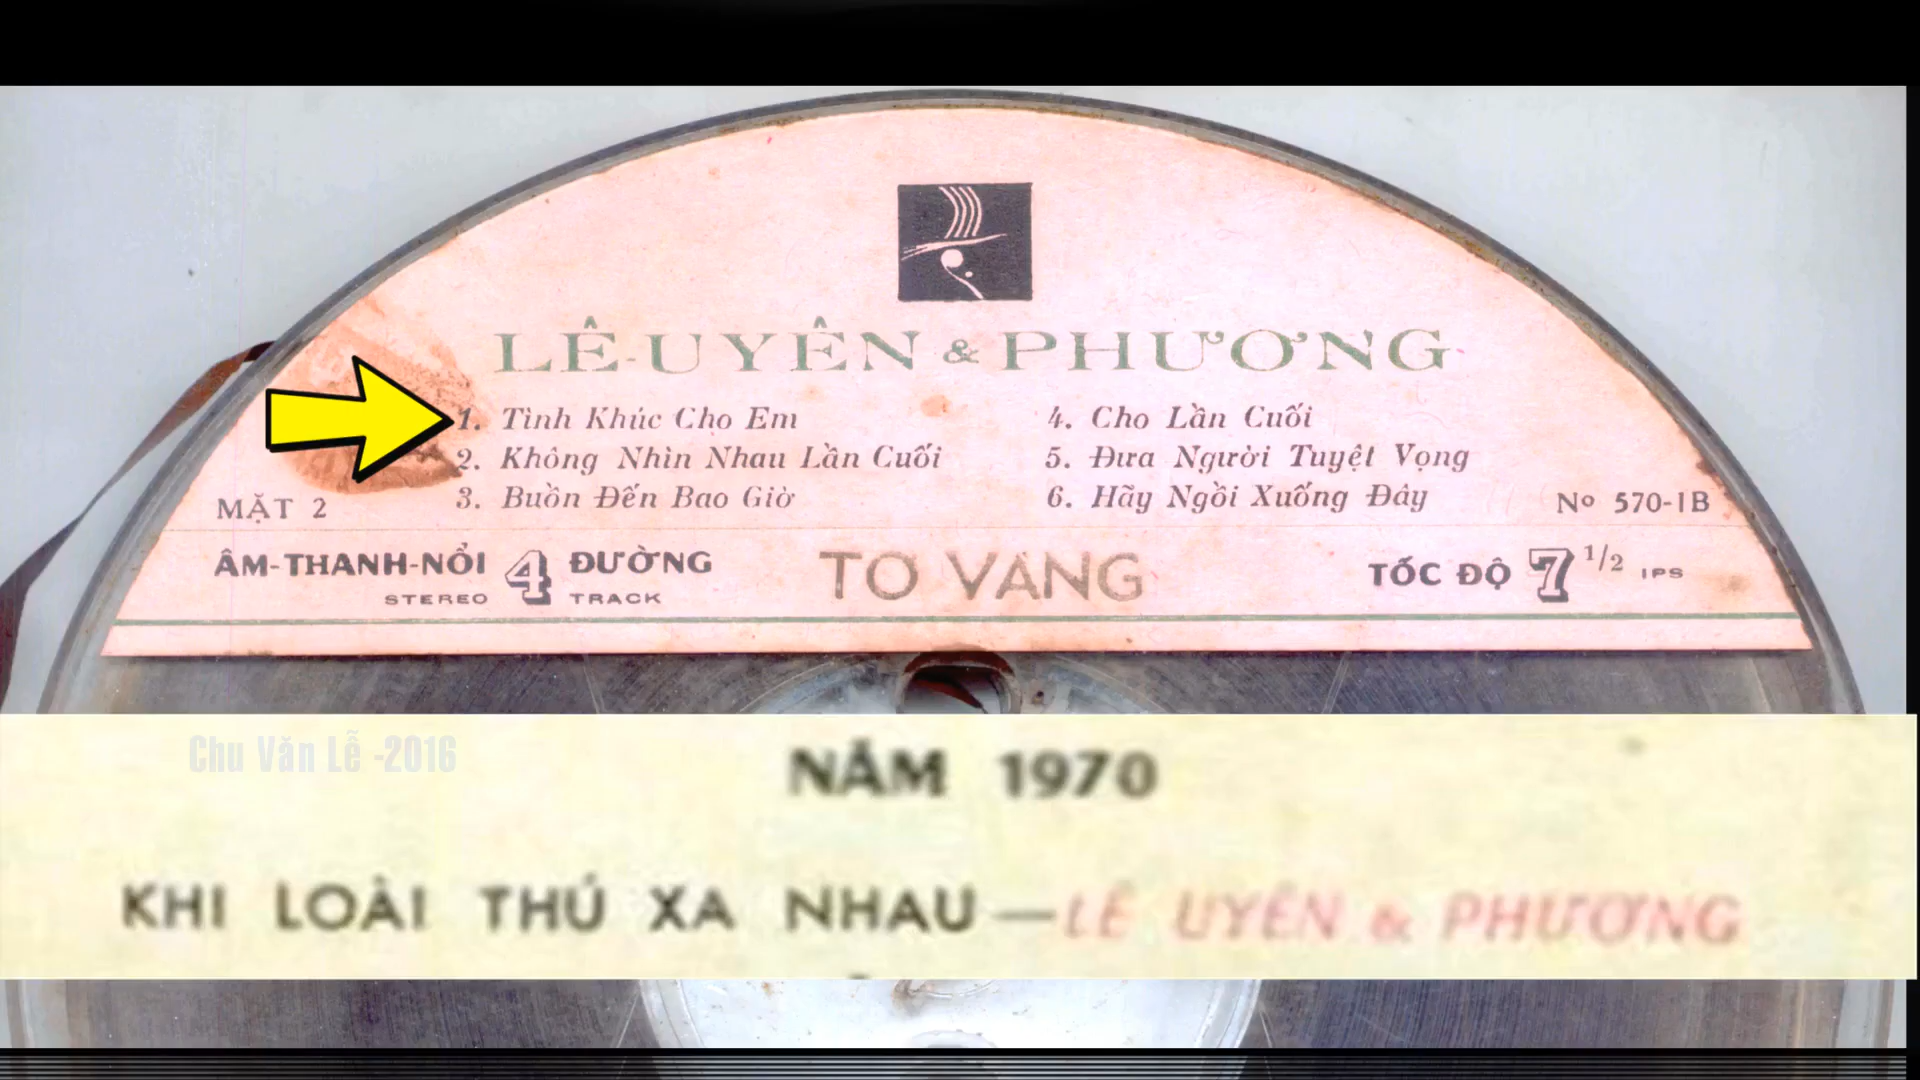 LÊ-UYÊN & PHƯƠNG
1. Tình Khúc Cho Em
2. Không Nhìn Nhau Lần Cuối
3. Buồn Đến Bao Giờ
4. Cho Lần Cuối
5. Đưa Người Tuyệt Vọng
6. Hãy Ngồi Xuống Đây
MẶT 2
Nº 570-1B
ÂM-THANH-NỔI 4 ĐƯỜNG
STEREO TRACK
TƠ VÀNG
TỐC ĐỘ 7 1/2 IPS
Chu Văn Lễ -2016
NĂM 1970
KHI LOÀI THÚ XA NHAU—LÊ UYÊN & PHƯƠNG